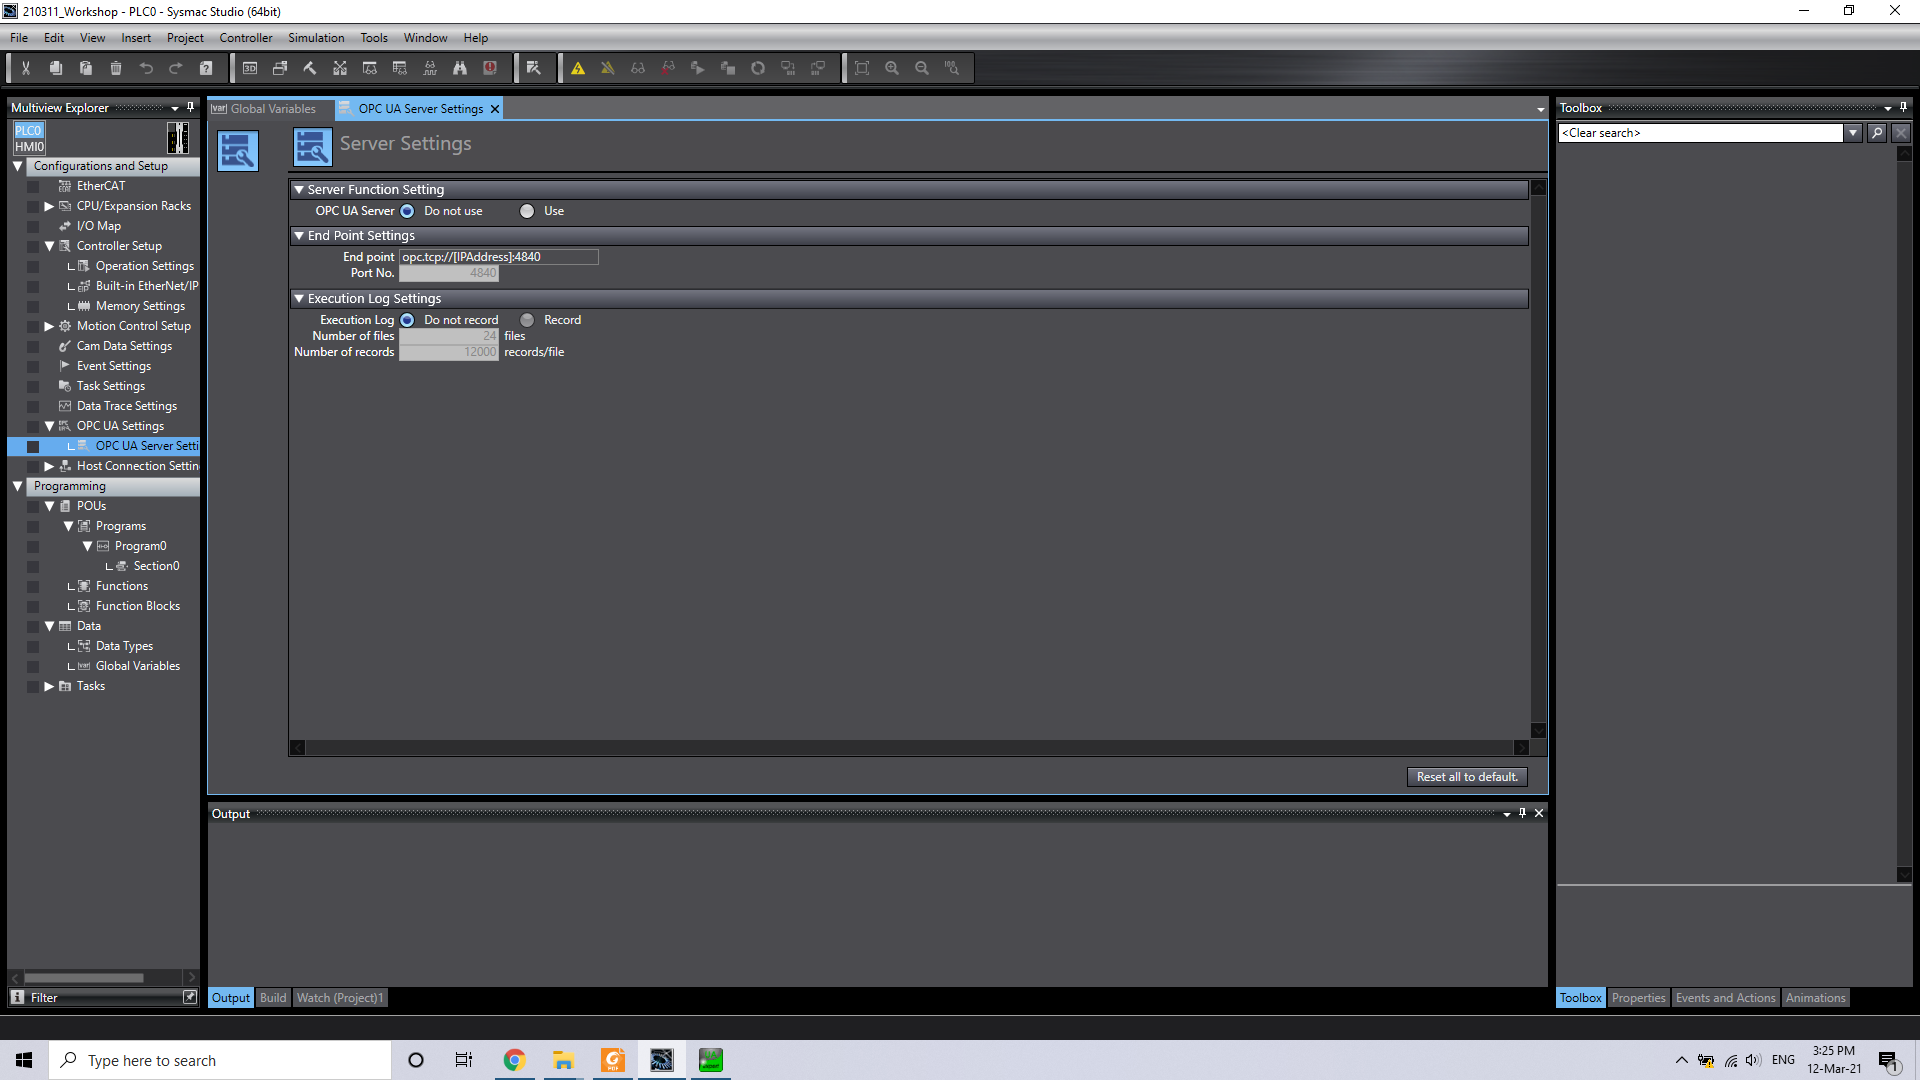 210311_Workshop - PLC0 - Sysmac Studio (64bit)
File Edit View Insert Project Controller Simulation Tools Window Help
Multiview Explorer
PLC0
HMI0
Configurations and Setup
EtherCAT
CPU/Expansion Racks
I/O Map
Controller Setup
Operation Settings
Built-in EtherNet/IP
Memory Settings
Motion Control Setup
Cam Data Settings
Event Settings
Task Settings
Data Trace Settings
OPC UA Settings
OPC UA Server Setti
Host Connection Settin
Programming
POUs
Programs
Program0
Section0
Functions
Function Blocks
Data
Data Types
Global Variables
Tasks
Filter
Global Variables OPC UA Server Settings
Server Settings
Server Function Setting
OPC UA Server Do not use Use
End Point Settings
End point opc.tcp://[IPAddress]:4840
Port No. 4840
Execution Log Settings
Execution Log Do not record Record
Number of files 24 files
Number of records 12000 records/file
Reset all to default.
Output
Output Build Watch (Project)1
Toolbox
<Clear search>
Toolbox Properties Events and Actions Animations
Type here to search
ENG
3:25 PM
12-Mar-21
1